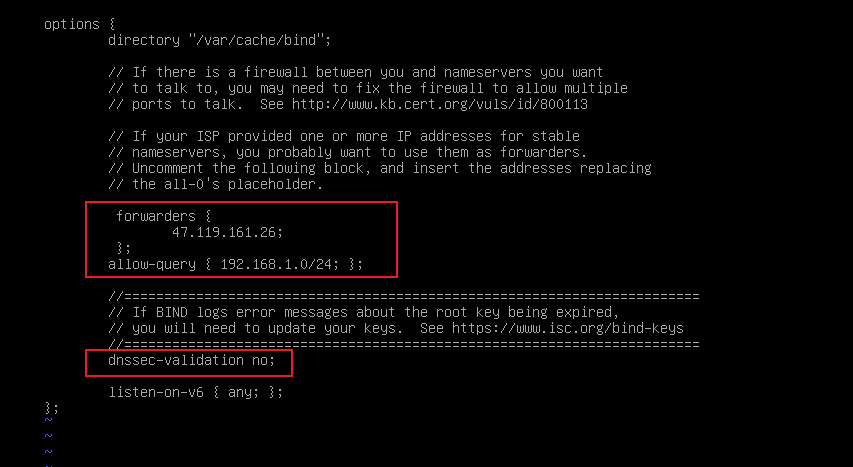 options {
directory "/var/cache/bind";
// If there is a firewall between you and nameservers you want
// to talk to, you may need to fix the firewall to allow multiple
// ports to talk.  See http://www.kb.cert.org/vuls/id/800113
// If your ISP provided one or more IP addresses for stable
// nameservers, you probably want to use them as forwarders.
// Uncomment the following block, and insert the addresses replacing
// the all-0's placeholder.
forwarders {
47.119.161.26;
};
allow-query { 192.168.1.0/24; };
//========================================================================
// If BIND logs error messages about the root key being expired,
// you will need to update your keys.  See https://www.isc.org/bind-keys
//========================================================================
dnssec-validation no;
listen-on-v6 { any; };
};
~
~
~
~